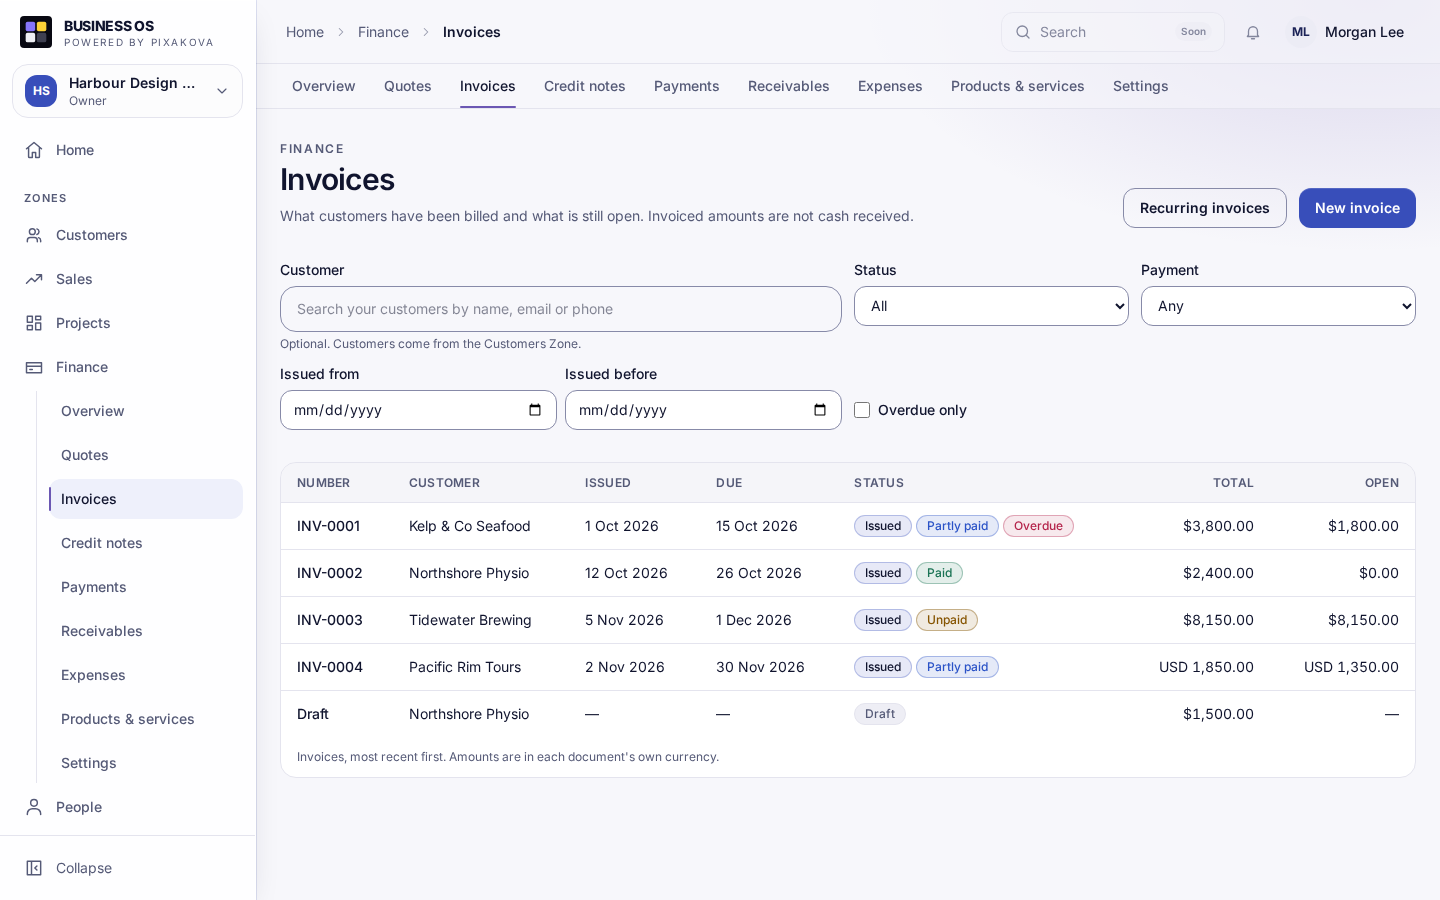 BUSINESS OS
POWERED BY PIXAKOVA
HS
Harbour Design ...
Owner
Home
ZONES
Customers
Sales
Projects
Finance
Overview
Quotes
Invoices
Credit notes
Payments
Receivables
Expenses
Products & services
Settings
People
Collapse
Home Finance Invoices
Search Soon
ML Morgan Lee
Overview Quotes Invoices Credit notes Payments Receivables Expenses Products & services Settings
FINANCE
Invoices
What customers have been billed and what is still open. Invoiced amounts are not cash received.
Recurring invoices New invoice
Customer Status Payment
Search your customers by name, email or phone All Any
Optional. Customers come from the Customers Zone.
Issued from Issued before
mm/dd/yyyy mm/dd/yyyy Overdue only
NUMBER CUSTOMER ISSUED DUE STATUS TOTAL OPEN
INV-0001 Kelp & Co Seafood 1 Oct 2026 15 Oct 2026 Issued Partly paid Overdue $3,800.00 $1,800.00
INV-0002 Northshore Physio 12 Oct 2026 26 Oct 2026 Issued Paid $2,400.00 $0.00
INV-0003 Tidewater Brewing 5 Nov 2026 1 Dec 2026 Issued Unpaid $8,150.00 $8,150.00
INV-0004 Pacific Rim Tours 2 Nov 2026 30 Nov 2026 Issued Partly paid USD 1,850.00 USD 1,350.00
Draft Northshore Physio — — Draft $1,500.00 —
Invoices, most recent first. Amounts are in each document's own currency.